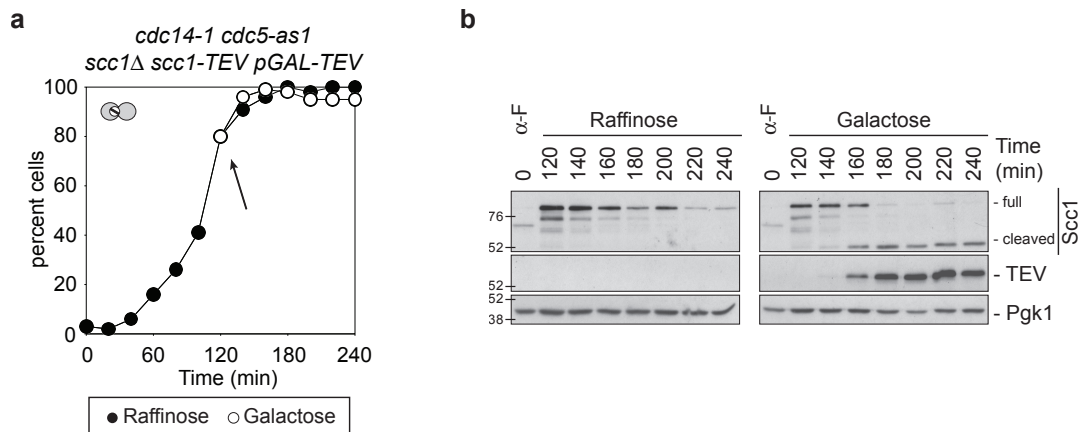 a
cdc14-1 cdc5-as1
scc1Δ scc1-TEV pGAL-TEV
100
80
60
40
20
0
percent cells
0 60 120 180 240
Time (min)
Raffinose Galactose
b
α-F Raffinose α-F Galactose
0 120 140 160 180 200 220 240 0 120 140 160 180 200 220 240 Time (min)
76
52
- full
- cleaved
Scc1
52
- TEV
52
38
- Pgk1